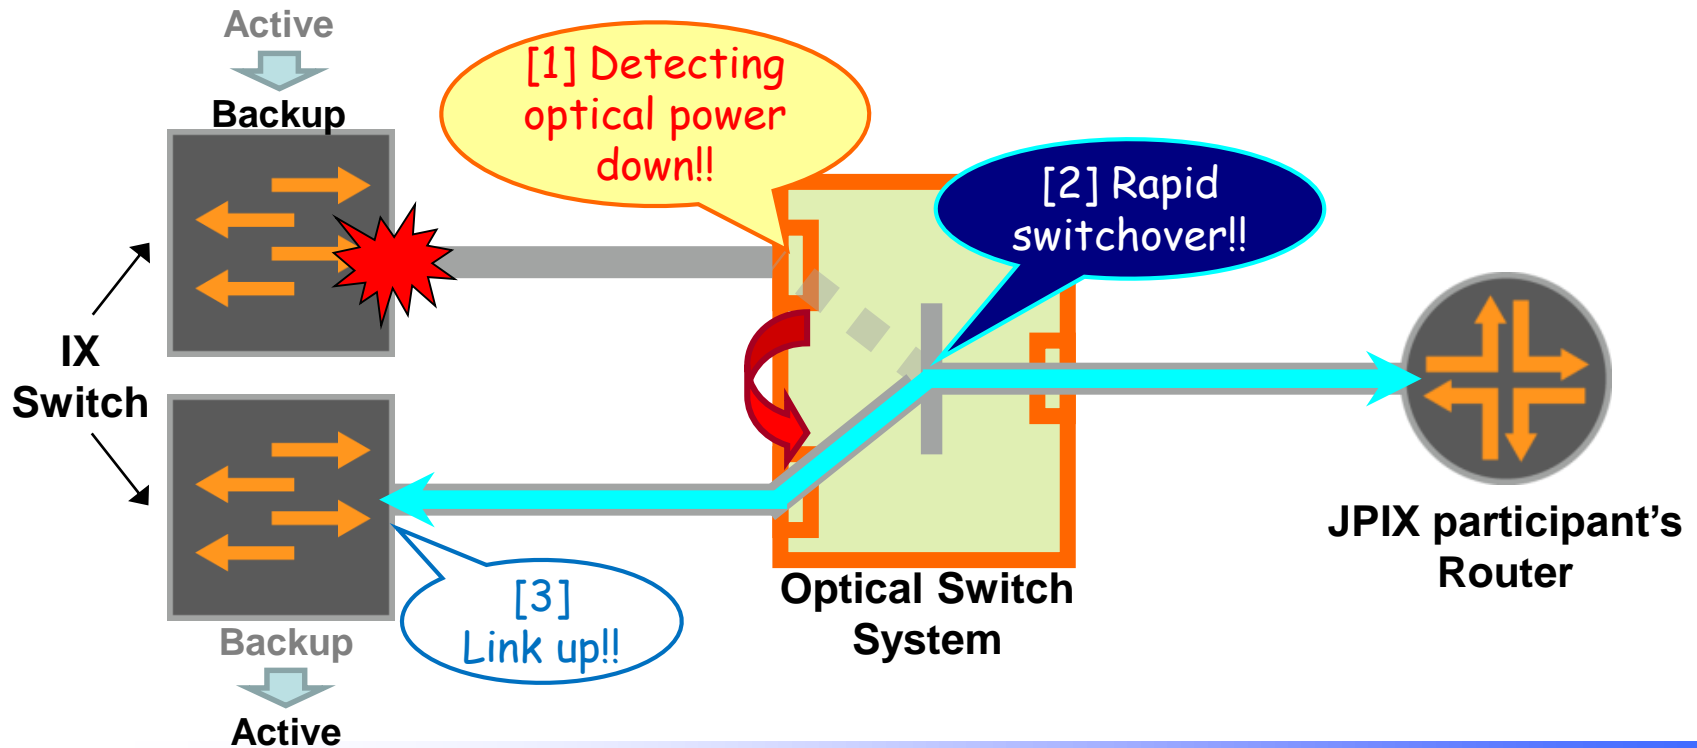 Active
Backup
[1] Detecting
optical power
down!!
[2] Rapid
switchover!!
IX
Switch
JPIX participant’s
Router
Optical Switch
System
[3]
Link up!!
Backup
Active